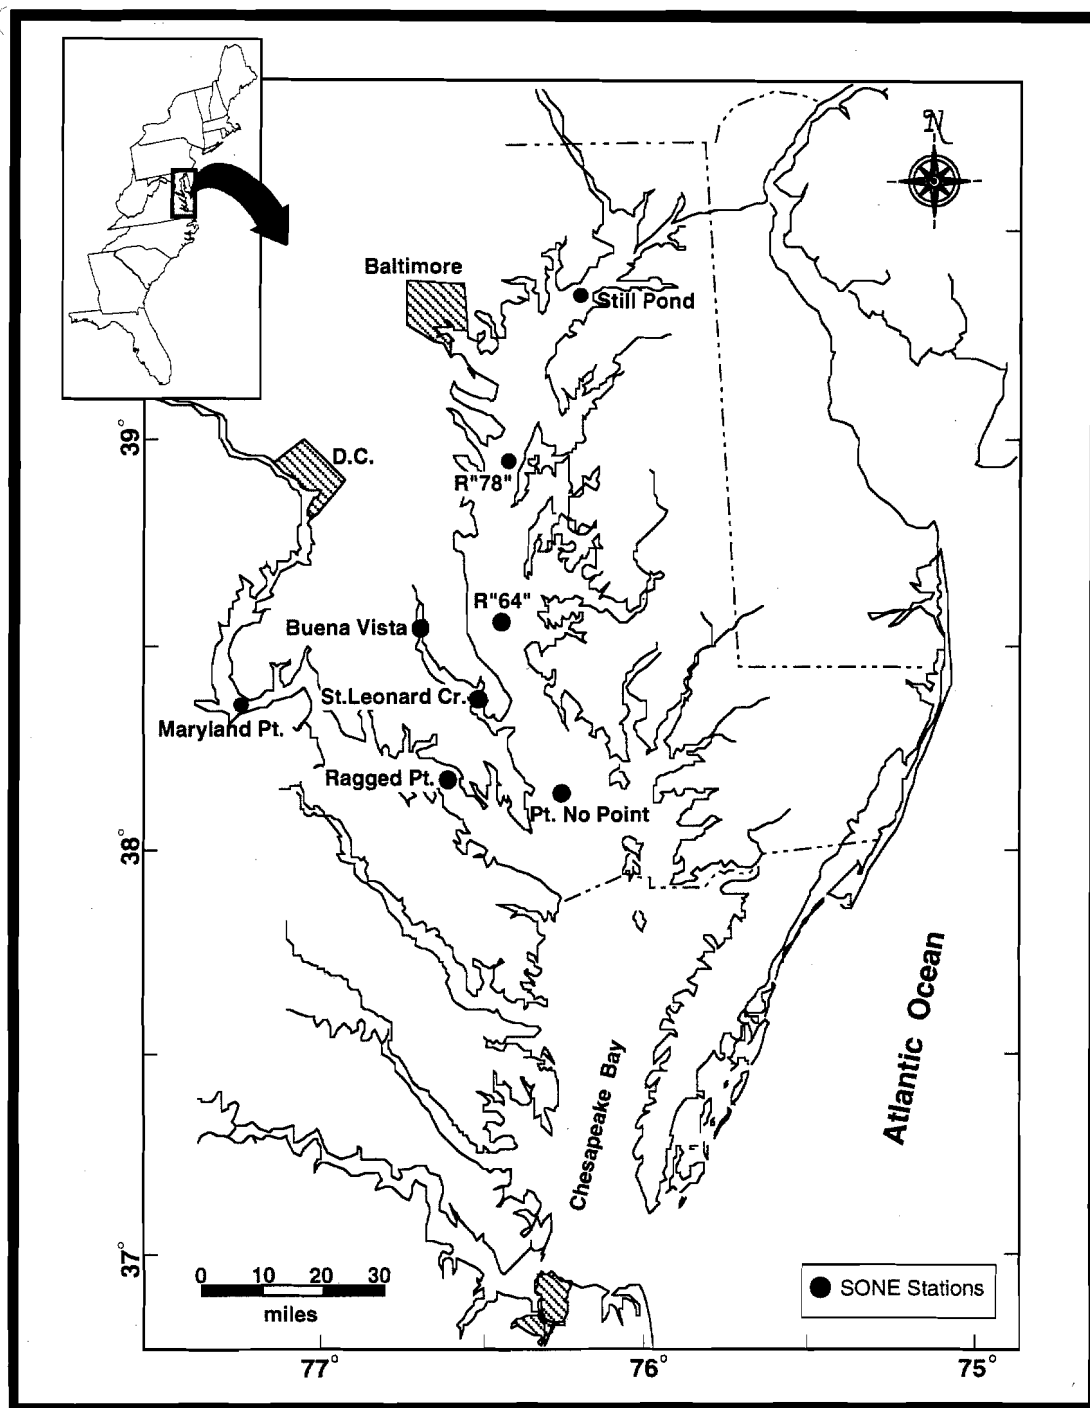 N
Baltimore
Still Pond
39°
D.C.
R"78"
R"64"
Buena Vista
St.Leonard Cr.
Maryland Pt.
Ragged Pt.
Pt. No Point
38°
Atlantic Ocean
Chesapeake Bay
37°
0 10 20 30
miles
SONE Stations
77° 76° 75°